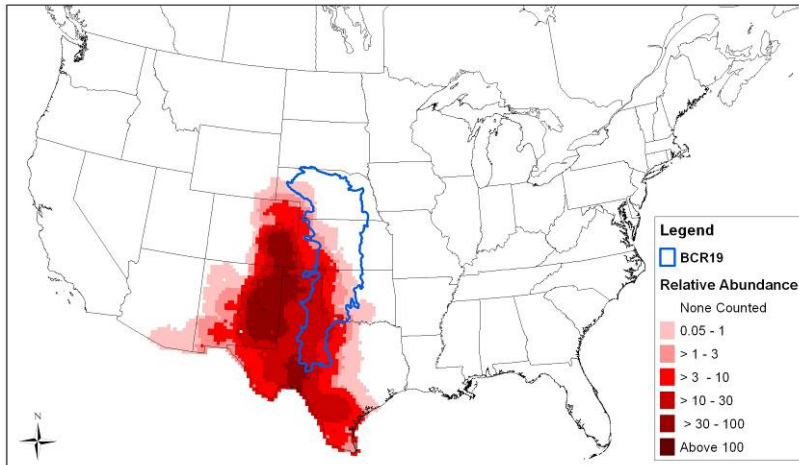 Legend
BCR19
Relative Abundance
None Counted
0.05 - 1
> 1 - 3
> 3 - 10
> 10 - 30
> 30 - 100
Above 100
N